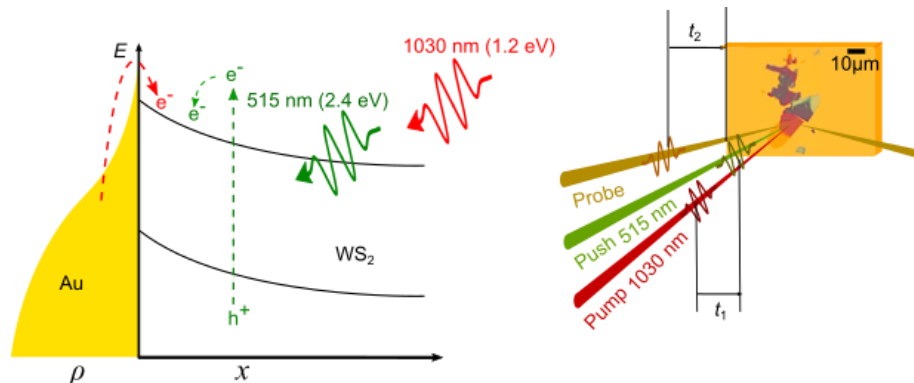 E
1030 nm (1.2 eV)
e⁻
e⁻
e⁻
515 nm (2.4 eV)
WS₂
Au
h⁺
ρ
x
t₂
10µm
Probe
Push 515 nm
Pump 1030 nm
t₁